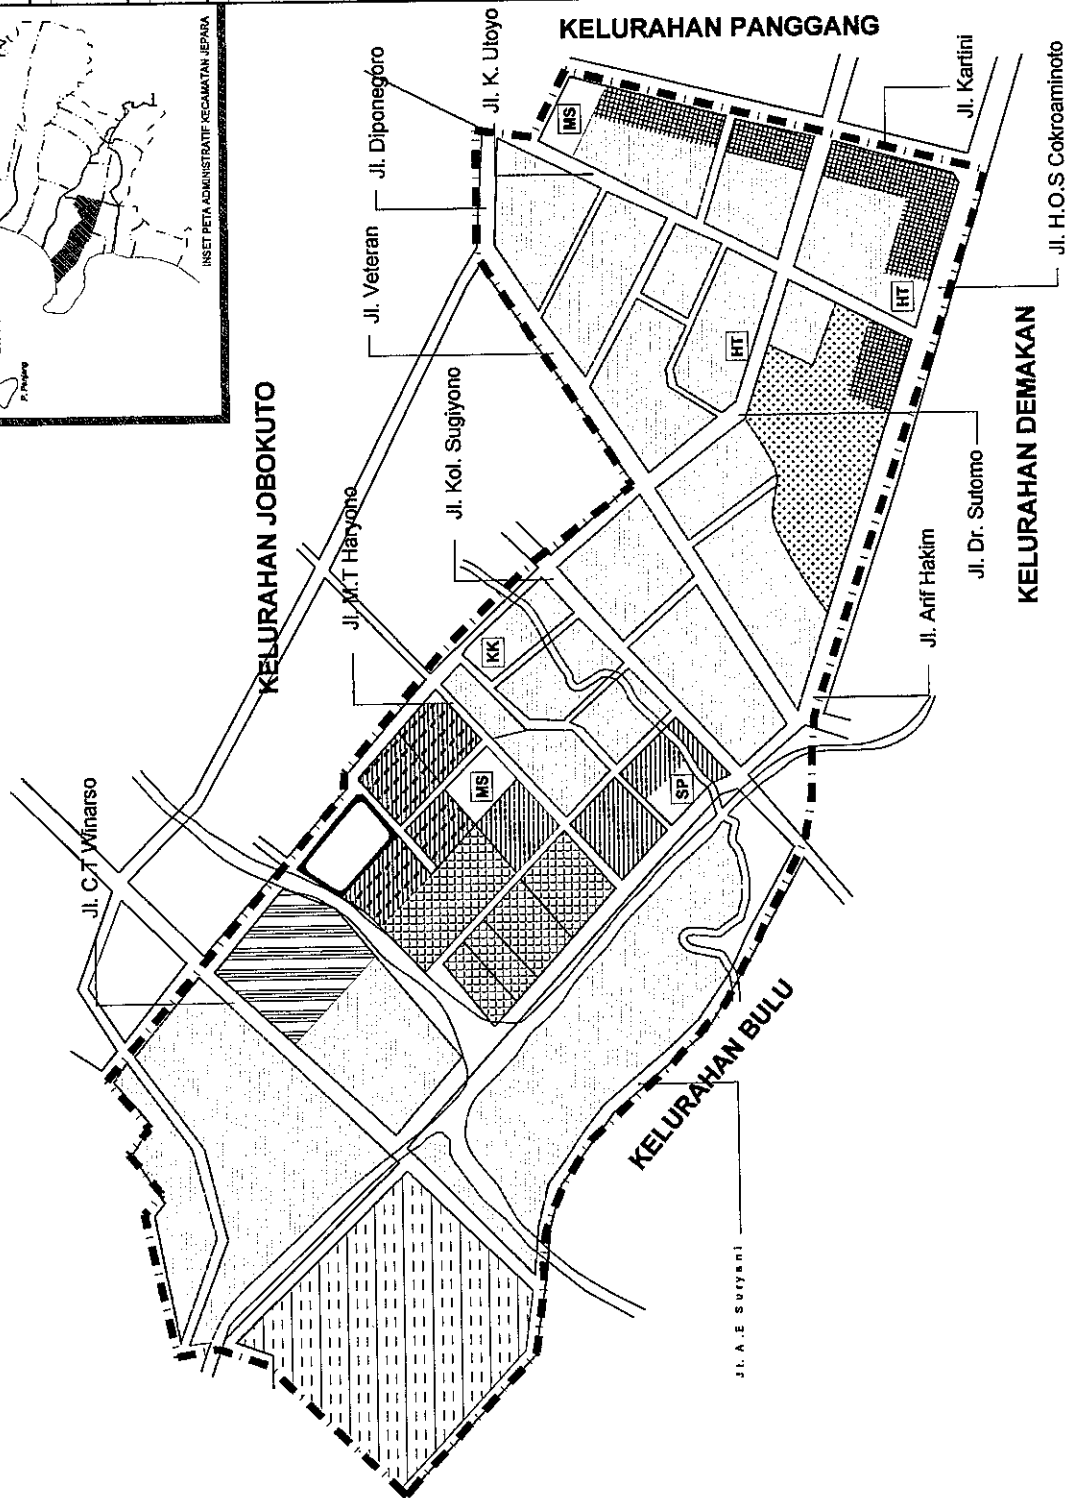 KELURAHAN PANGGANG
INSET PETA ADMINISTRATIF KECAMATAN JEPARA
P. Panjang
Jl. Diponegoro
Jl. K. Utoyo
Jl. Kartini
Jl. H.O.S Cokroaminoto
Jl. Veteran
KELURAHAN JOBOKUTO
Jl. M.T Haryono
Jl. Kol. Sugiyono
KELURAHAN DEMAKAN
Jl. Dr. Sutomo
Jl. Arif Hakim
Jl. C.T Winarso
KELURAHAN BULU
Jl. A.E Suryani
MS
HT
HT
KK
MS
SP